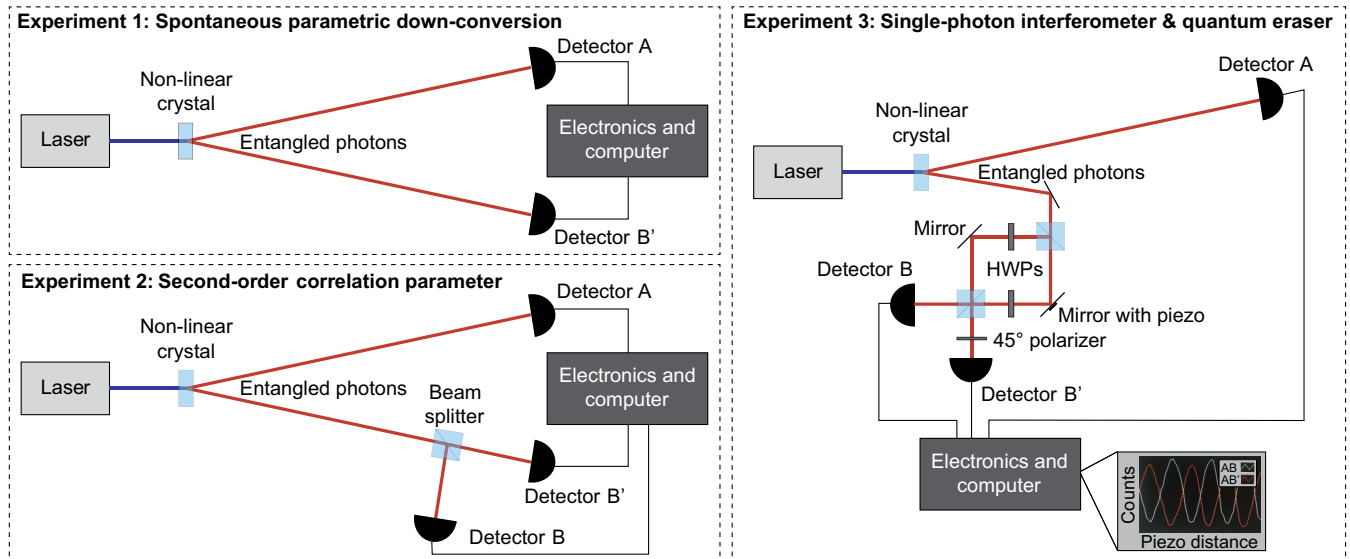 Experiment 1: Spontaneous parametric down-conversion
Detector A
Non-linear
crystal
Laser
Entangled photons
Electronics and
computer
Detector B’
Experiment 2: Second-order correlation parameter
Detector A
Non-linear
crystal
Laser
Entangled photons
Beam
splitter
Electronics and
computer
Detector B’
Detector B
Experiment 3: Single-photon interferometer & quantum eraser
Detector A
Non-linear
crystal
Laser
Entangled photons
Mirror
Detector B
HWPs
Mirror with piezo
45° polarizer
Detector B’
Electronics and
computer
Counts
AB
AB'
Piezo distance